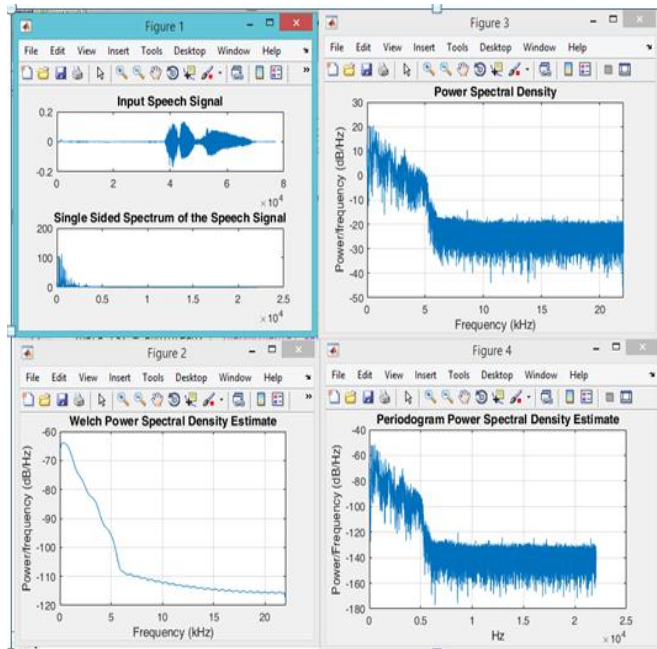 Figure 1
File Edit View Insert Tools Desktop Window Help
Input Speech Signal
0.2
0
-0.2
0 2 4 6 8
× 10^4
Single Sided Spectrum of the Speech Signal
200
100
0
0 0.5 1 1.5 2 2.5
× 10^4
Figure 3
File Edit View Insert Tools Desktop Window Help
Power Spectral Density
Power/frequency (dB/Hz)
30
20
10
0
-10
-20
-30
-40
-50
0 5 10 15 20
Frequency (kHz)
Figure 2
File Edit View Insert Tools Desktop Window Help
Welch Power Spectral Density Estimate
Power/frequency (dB/Hz)
-60
-70
-80
-90
-100
-110
-120
0 5 10 15 20
Frequency (kHz)
Figure 4
File Edit View Insert Tools Desktop Window Help
Periodogram Power Spectral Density Estimate
Power/Frequency (dB/Hz)
-40
-60
-80
-100
-120
-140
-160
-180
0 0.5 1 1.5 2 2.5
× 10^4
Hz